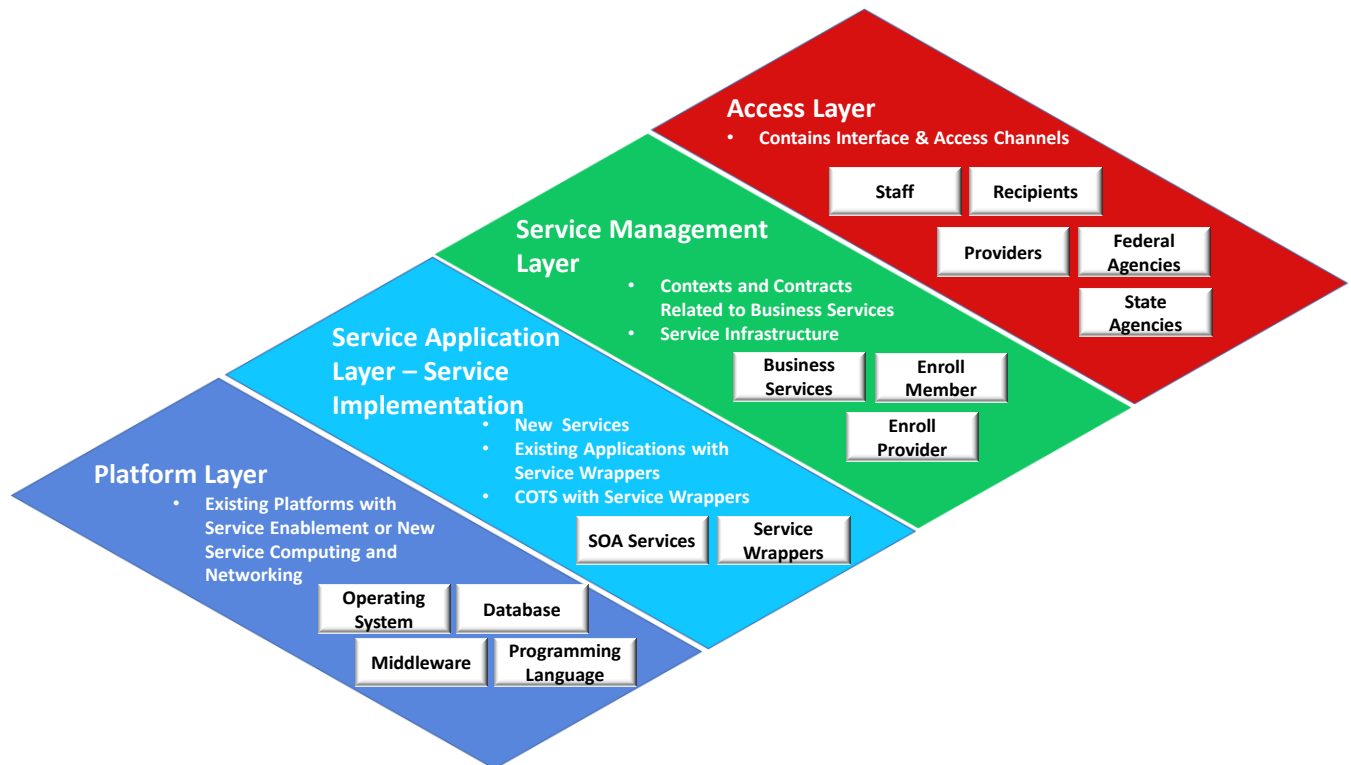 Access Layer
• Contains Interface & Access Channels
Staff
Recipients
Providers
Federal
Agencies
State
Agencies
Service Management
Layer
• Contexts and Contracts
Related to Business Services
• Service Infrastructure
Business
Services
Enroll
Member
Enroll
Provider
Service Application
Layer – Service
Implementation
• New Services
• Existing Applications with
Service Wrappers
• COTS with Service Wrappers
SOA Services
Service
Wrappers
Platform Layer
• Existing Platforms with
Service Enablement or New
Service Computing and
Networking
Operating
System
Database
Middleware
Programming
Language